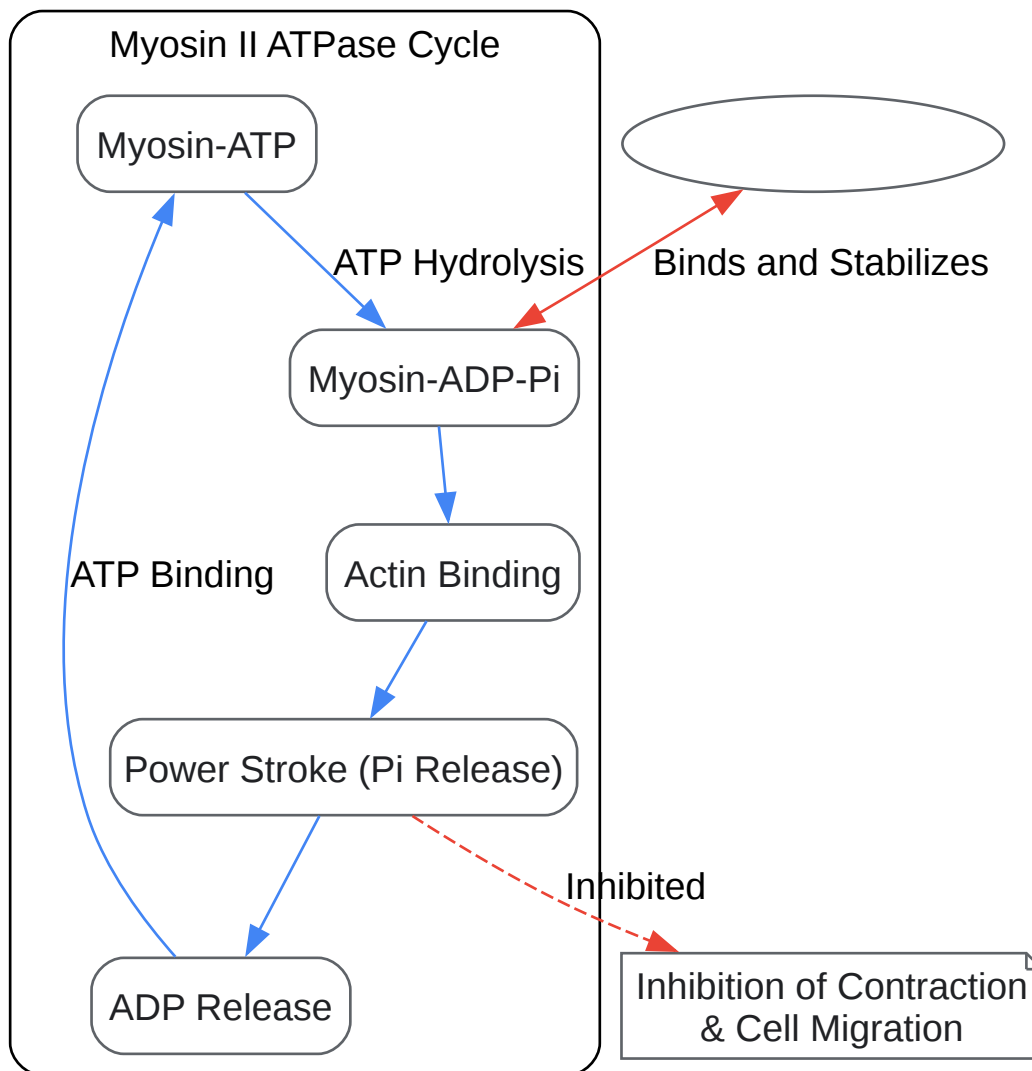 Myosin II ATPase Cycle
Myosin-ATP
ATP Hydrolysis
Binds and Stabilizes
Myosin-ADP-Pi
Actin Binding
ATP Binding
Power Stroke (Pi Release)
Inhibited
ADP Release
Inhibition of Contraction
& Cell Migration